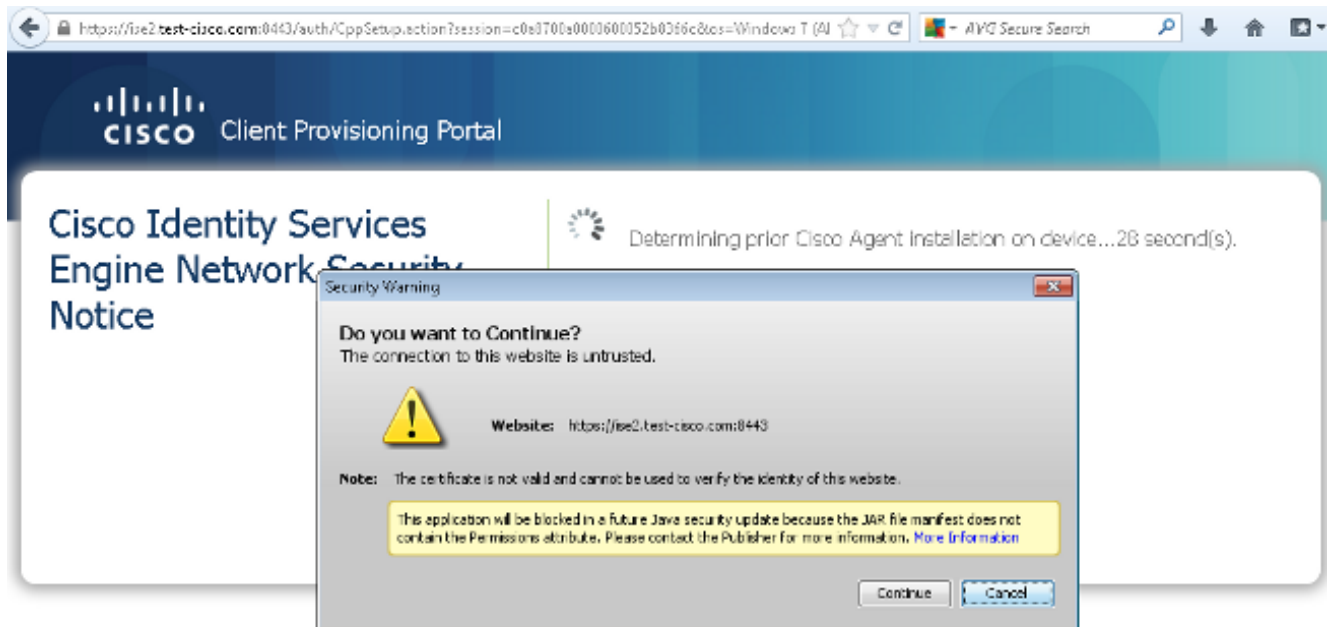 https://ise2.test-cisco.com:8443/auth/CppSetup.action?session=c0a8700a0000600052b8366c&os=Windows 7 (Al
AVG Secure Search
CISCO Client Provisioning Portal
Cisco Identity Services
Engine Network Security
Notice
Determining prior Cisco Agent installation on device...28 second(s).
Security Warning
Do you want to Continue?
The connection to this website is untrusted.
Website: https://ise2.test-cisco.com:8443
Note: The certificate is not valid and cannot be used to verify the identity of this website.
This application will be blocked in a future Java security update because the JAR file manifest does not
contain the Permissions attribute. Please contact the Publisher for more information. More Information
Continue
Cancel